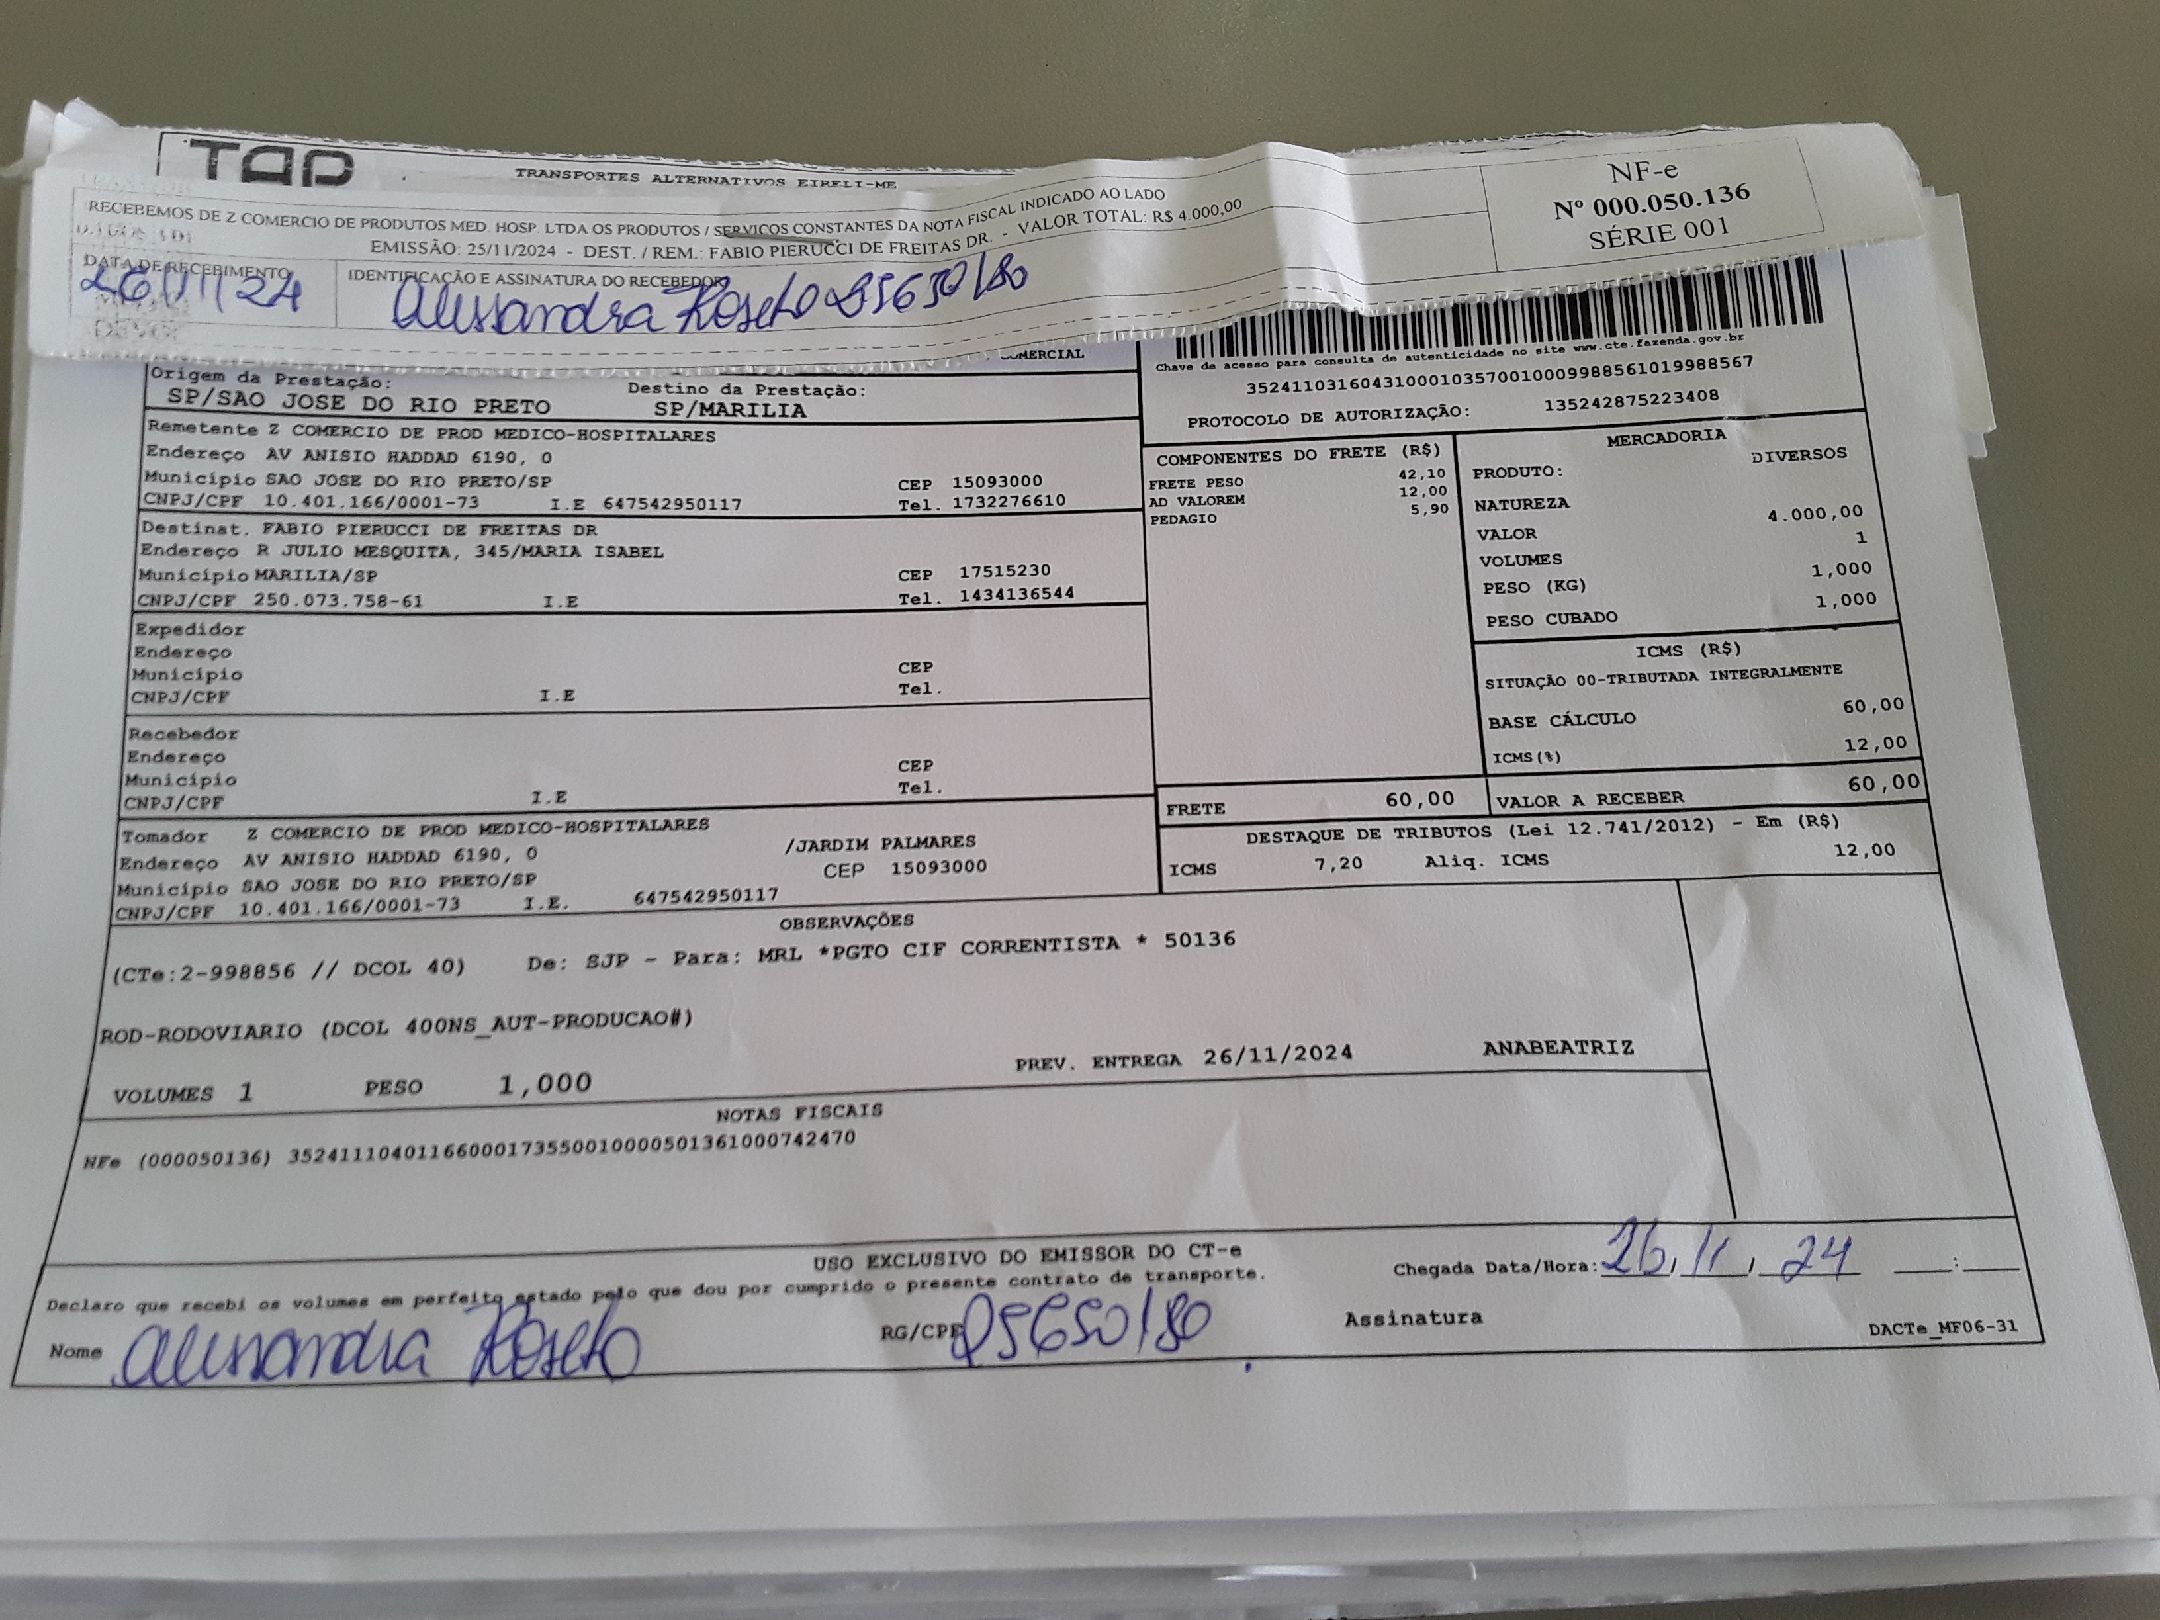 TAP
TRANSPORTES ALTERNATIVOS EIRELI-ME
RECEBEMOS DE Z COMERCIO DE PRODUTOS MED. HOSP. LTDA OS PRODUTOS / SERVIÇOS CONSTANTES DA NOTA FISCAL INDICADO AO LADO
EMISSÃO: 25/11/2024 - DEST. / REM.: FABIO PIERUCCI DE FREITAS DR. - VALOR TOTAL: R$ 4.000,00
NF-e
Nº 000.050.136
SÉRIE 001
DATA DE RECEBIMENTO
26/11/24
IDENTIFICAÇÃO E ASSINATURA DO RECEBEDOR
Alessandra Roseto 25650180
Chave de acesso para consulta de autenticidade no site www.cte.fazenda.gov.br
35241103160431000103570010009988561019988567
PROTOCOLO DE AUTORIZAÇÃO: 135242875223408
Origem da Prestação: Destino da Prestação:
SP/SAO JOSE DO RIO PRETO SP/MARILIA
Remetente Z COMERCIO DE PROD MEDICO-HOSPITALARES
Endereço AV ANISIO HADDAD 6190, 0
Município SAO JOSE DO RIO PRETO/SP CEP 15093000
CNPJ/CPF 10.401.166/0001-73 I.E 647542950117 Tel. 1732276610
Destinat. FABIO PIERUCCI DE FREITAS DR
Endereço R JULIO MESQUITA, 345/MARIA ISABEL
Município MARILIA/SP CEP 17515230
CNPJ/CPF 250.073.758-61 I.E Tel. 1434136544
Expedidor
Endereço
Município CEP
CNPJ/CPF I.E Tel.
Recebedor
Endereço
Município CEP
CNPJ/CPF I.E Tel.
Tomador Z COMERCIO DE PROD MEDICO-HOSPITALARES
Endereço AV ANISIO HADDAD 6190, 0 /JARDIM PALMARES
Município SAO JOSE DO RIO PRETO/SP CEP 15093000
CNPJ/CPF 10.401.166/0001-73 I.E. 647542950117
COMPONENTES DO FRETE (R$)
FRETE PESO 42,10
AD VALOREM 12,00
PEDAGIO 5,90
MERCADORIA
PRODUTO: DIVERSOS
NATUREZA
VALOR 4.000,00
VOLUMES 1
PESO (KG) 1,000
PESO CUBADO 1,000
ICMS (R$)
SITUAÇÃO 00-TRIBUTADA INTEGRALMENTE
BASE CÁLCULO 60,00
ICMS(%) 12,00
FRETE 60,00 VALOR A RECEBER 60,00
DESTAQUE DE TRIBUTOS (Lei 12.741/2012) - Em (R$)
ICMS 7,20 Aliq. ICMS 12,00
OBSERVAÇÕES
(CTe:2-998856 // DCOL 40) De: SJP - Para: MRL *PGTO CIF CORRENTISTA * 50136
ROD-RODOVIARIO (DCOL 400NS_AUT-PRODUCAO#)
PREV. ENTREGA 26/11/2024 ANABEATRIZ
VOLUMES 1 PESO 1,000
NOTAS FISCAIS
NFe (000050136) 35241110401166000173550010000501361000742470
USO EXCLUSIVO DO EMISSOR DO CT-e
Declaro que recebi os volumes em perfeito estado pelo que dou por cumprido o presente contrato de transporte.
Chegada Data/Hora: 26/11/24 __:__
Nome Alessandra Roseto RG/CPF 25650180 Assinatura
DACTe_MF06-31